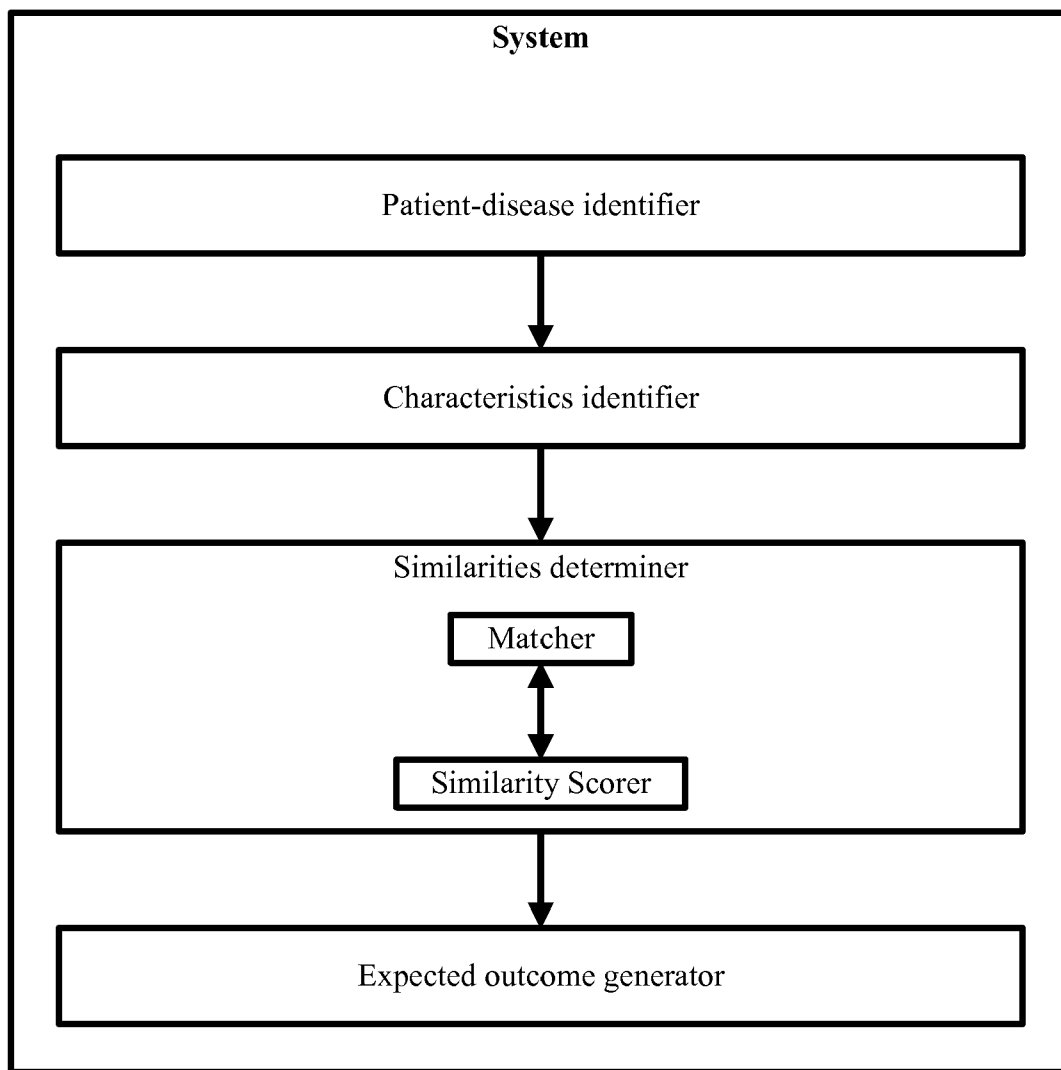 System
Patient-disease identifier
Characteristics identifier
Similarities determiner
Matcher
Similarity Scorer
Expected outcome generator